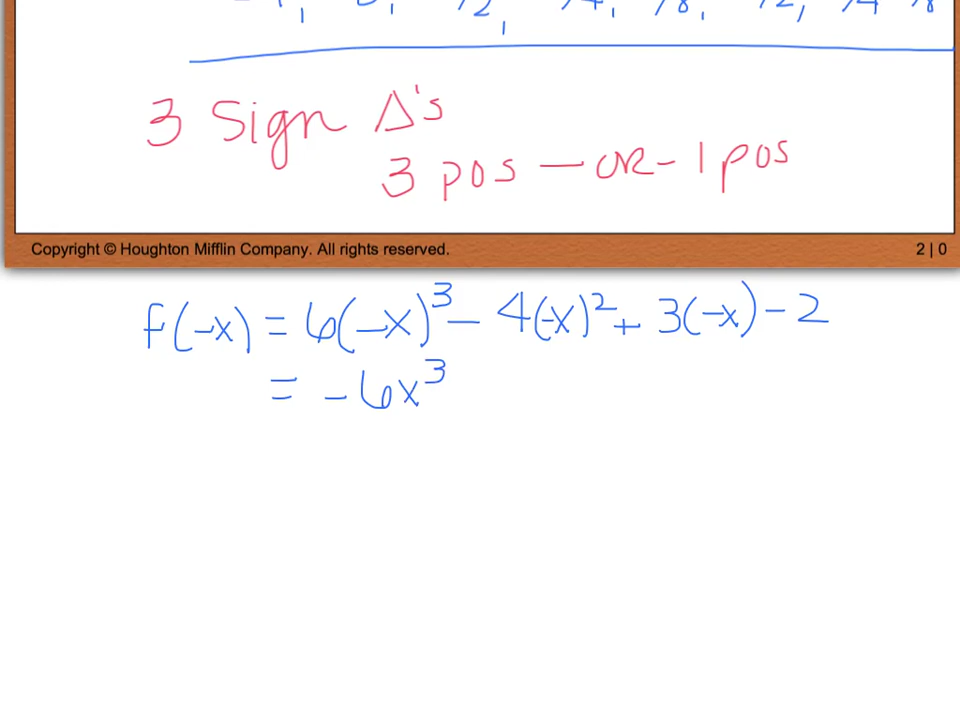 3 Sign Δ's
3 pos — OR — 1 pos
Copyright © Houghton Mifflin Company. All rights reserved. 2 | 0
f(-x) = 6(-x)³ - 4(-x)² + 3(-x) - 2
= -6x³